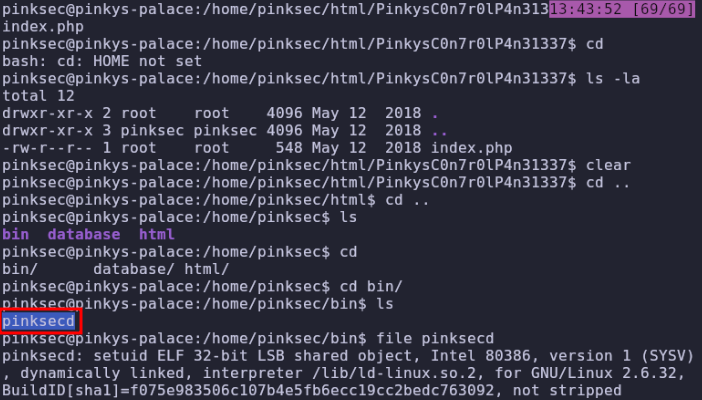 pinksec@pinkys-palace:/home/pinksec/html/PinkysC0n7r0lP4n313 13:43:52 [69/69]
index.php
pinksec@pinkys-palace:/home/pinksec/html/PinkysC0n7r0lP4n31337$ cd
bash: cd: HOME not set
pinksec@pinkys-palace:/home/pinksec/html/PinkysC0n7r0lP4n31337$ ls -la
total 12
drwxr-xr-x 2 root    root    4096 May 12  2018 .
drwxr-xr-x 3 pinksec pinksec 4096 May 12  2018 ..
-rw-r--r-- 1 root    root     548 May 12  2018 index.php
pinksec@pinkys-palace:/home/pinksec/html/PinkysC0n7r0lP4n31337$ clear
pinksec@pinkys-palace:/home/pinksec/html/PinkysC0n7r0lP4n31337$ cd ..
pinksec@pinkys-palace:/home/pinksec/html$ cd ..
pinksec@pinkys-palace:/home/pinksec$ ls
bin  database  html
pinksec@pinkys-palace:/home/pinksec$ cd
bin/      database/ html/
pinksec@pinkys-palace:/home/pinksec$ cd bin/
pinksec@pinkys-palace:/home/pinksec/bin$ ls
pinksecd
pinksec@pinkys-palace:/home/pinksec/bin$ file pinksecd
pinksecd: setuid ELF 32-bit LSB shared object, Intel 80386, version 1 (SYSV)
, dynamically linked, interpreter /lib/ld-linux.so.2, for GNU/Linux 2.6.32,
BuildID[sha1]=f075e983506c107b4e5fb6ecc19cc2bedc763092, not stripped